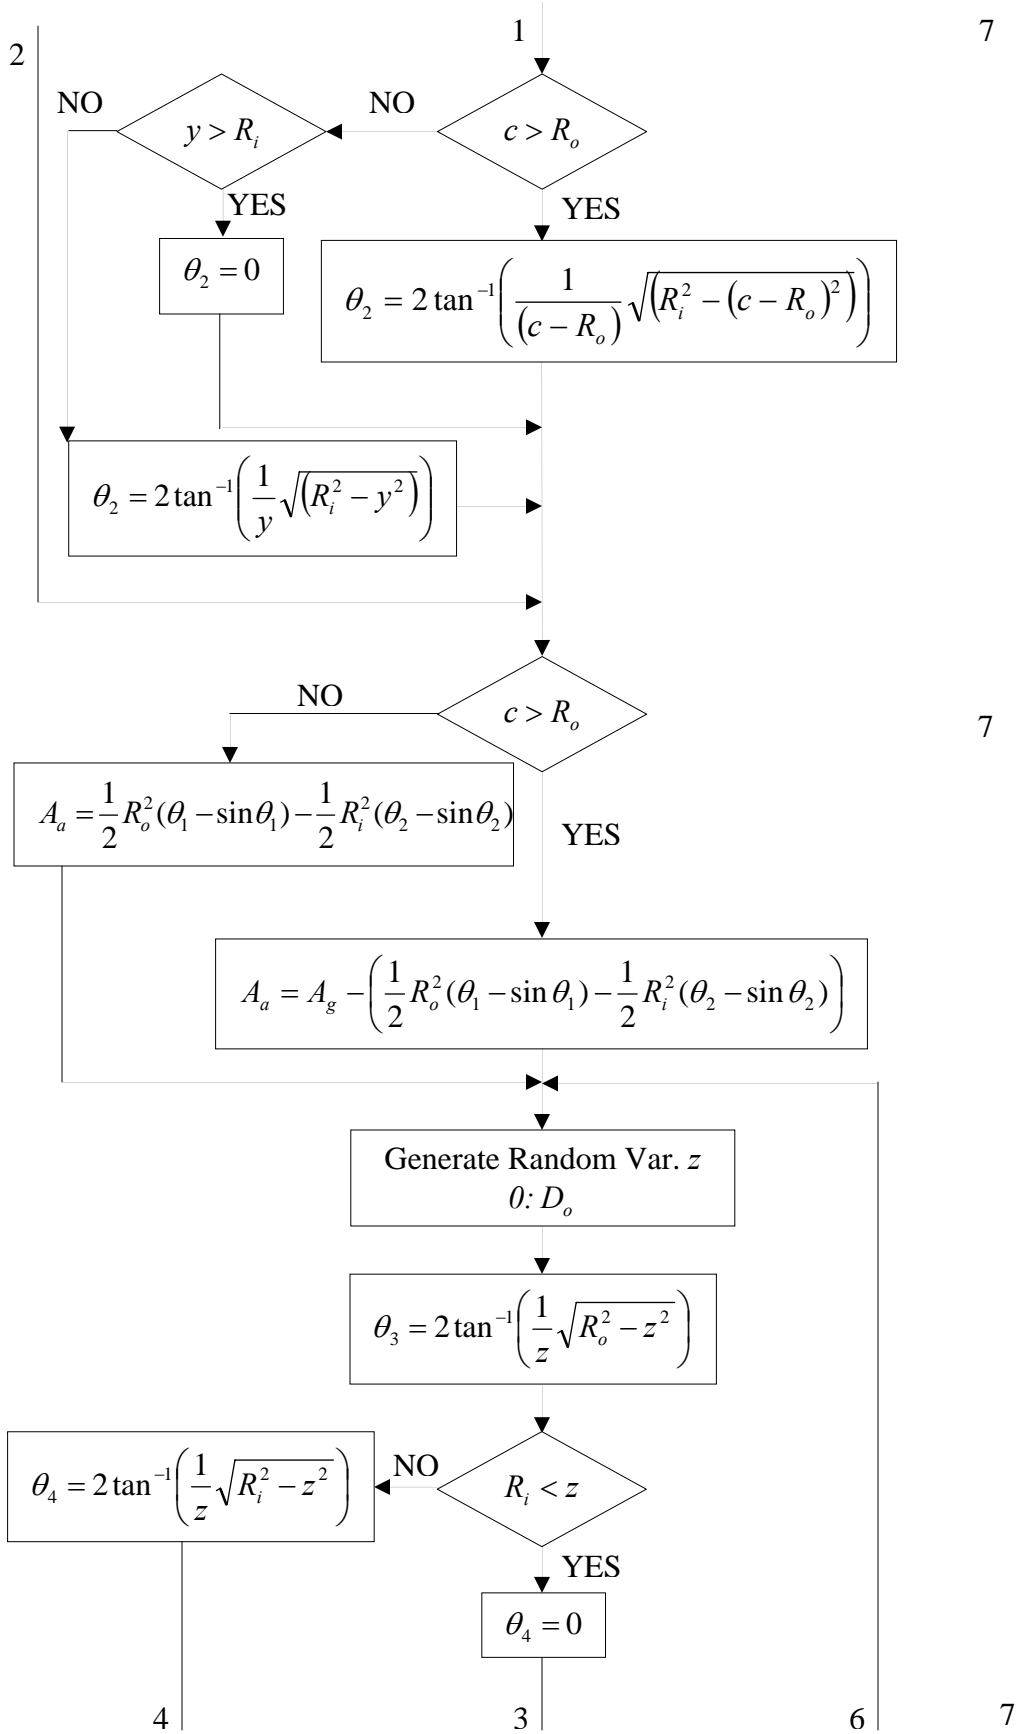 1
7
2
NO
NO
y > R_i
c > R_o
YES
YES
θ_2 = 0
θ_2 = 2 tan^{-1}(1/(c − R_o) √(R_i^2 − (c − R_o)^2))
θ_2 = 2 tan^{-1}(1/y √(R_i^2 − y^2))
NO
c > R_o
7
A_a = 1/2 R_o^2 (θ_1 − sin θ_1) − 1/2 R_i^2 (θ_2 − sin θ_2)
YES
A_a = A_g − (1/2 R_o^2 (θ_1 − sin θ_1) − 1/2 R_i^2 (θ_2 − sin θ_2))
Generate Random Var. z
0: D_o
θ_3 = 2 tan^{-1}(1/z √(R_o^2 − z^2))
θ_4 = 2 tan^{-1}(1/z √(R_i^2 − z^2))
NO
R_i < z
YES
θ_4 = 0
4
3
6
7